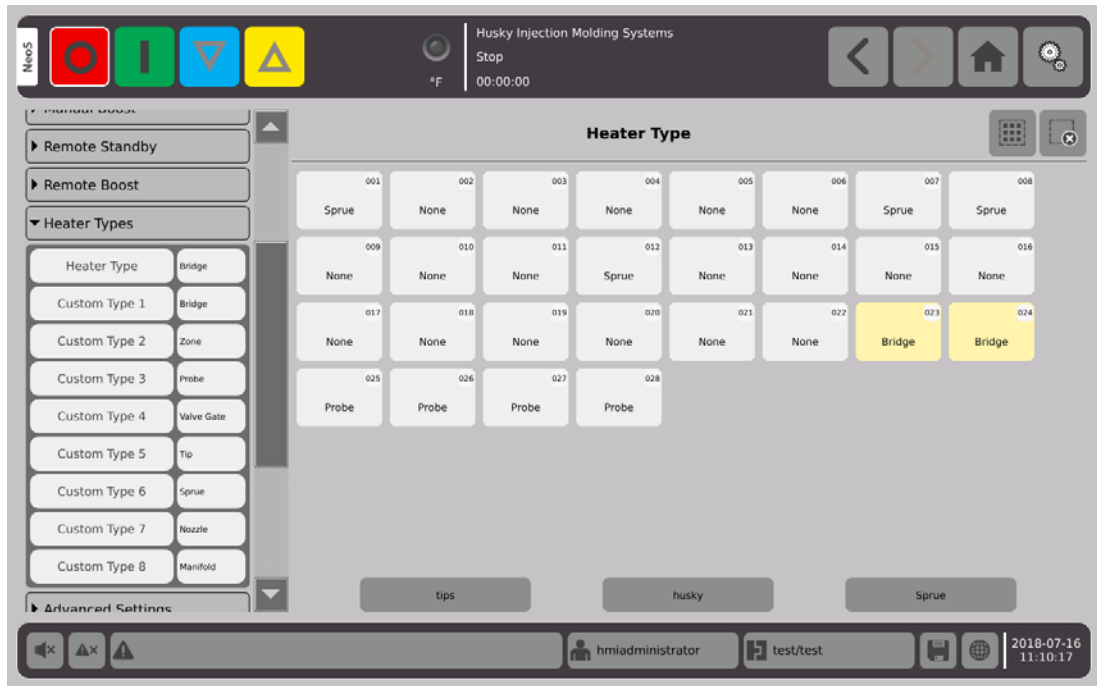 Neo5
°F
Husky Injection Molding Systems
Stop
00:00:00
Manual Boost
Remote Standby
Remote Boost
Heater Types
Heater Type Bridge
Custom Type 1 Bridge
Custom Type 2 Zone
Custom Type 3 Probe
Custom Type 4 Valve Gate
Custom Type 5 Tip
Custom Type 6 Sprue
Custom Type 7 Nozzle
Custom Type 8 Manifold
Advanced Settings
Heater Type
001 002 003 004 005 006 007 008
Sprue None None None None None Sprue Sprue
009 010 011 012 013 014 015 016
None None None Sprue None None None None
017 018 019 020 021 022 023 024
None None None None None None Bridge Bridge
025 026 027 028
Probe Probe Probe Probe
tips husky Sprue
hmiadministrator test/test
2018-07-16
11:10:17